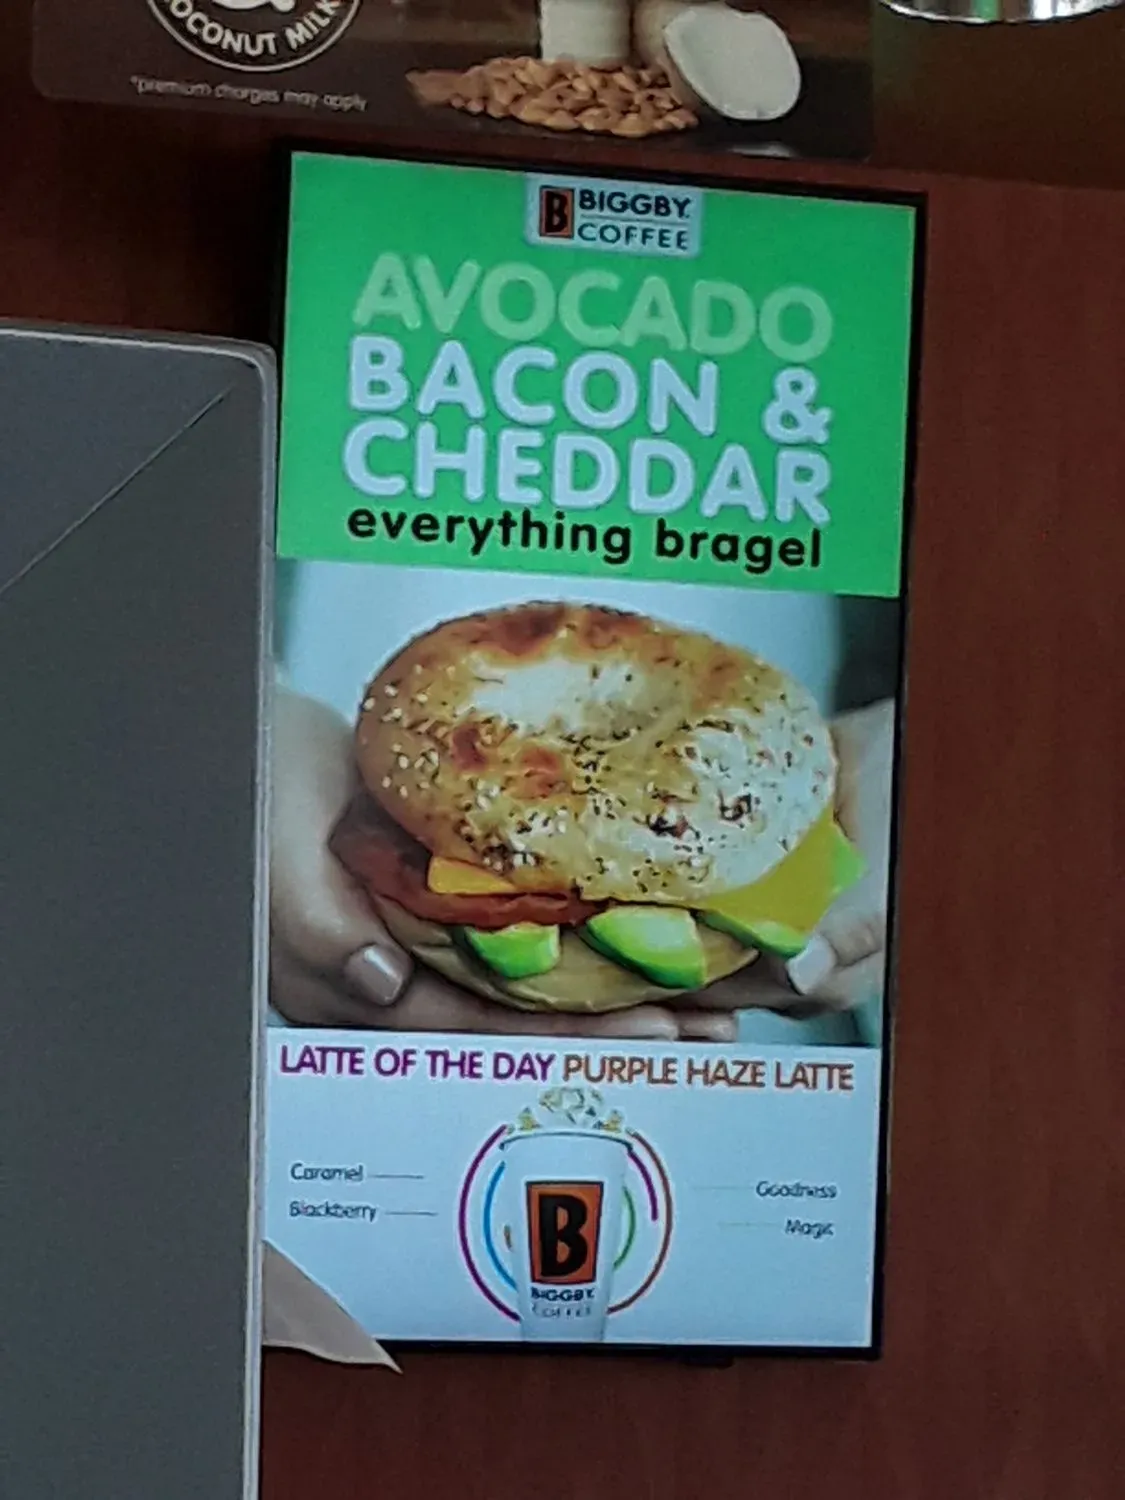 COCONUT MILK
*premium charges may apply
B BIGGBY
COFFEE
AVOCADO
BACON &
CHEDDAR
everything bragel
LATTE OF THE DAY PURPLE HAZE LATTE
Caramel
Blackberry
Goodness
Magic
B
BIGGBY
COFFEE